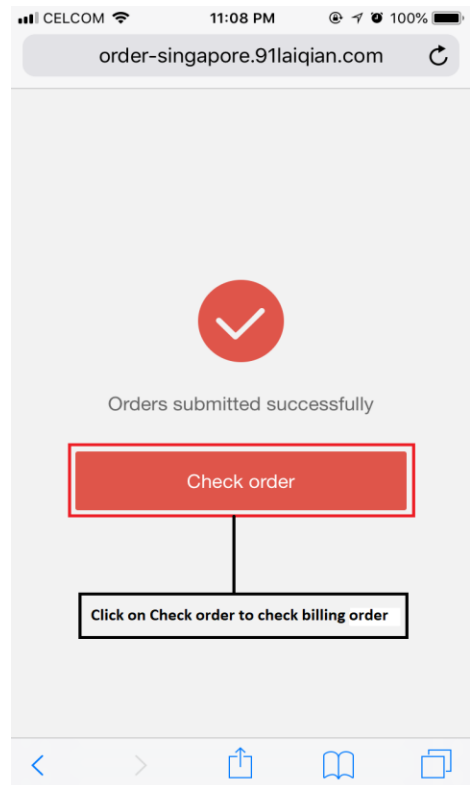 CELCOM 11:08 PM 100%
order-singapore.91laiqian.com
Orders submitted successfully
Check order
Click on Check order to check billing order